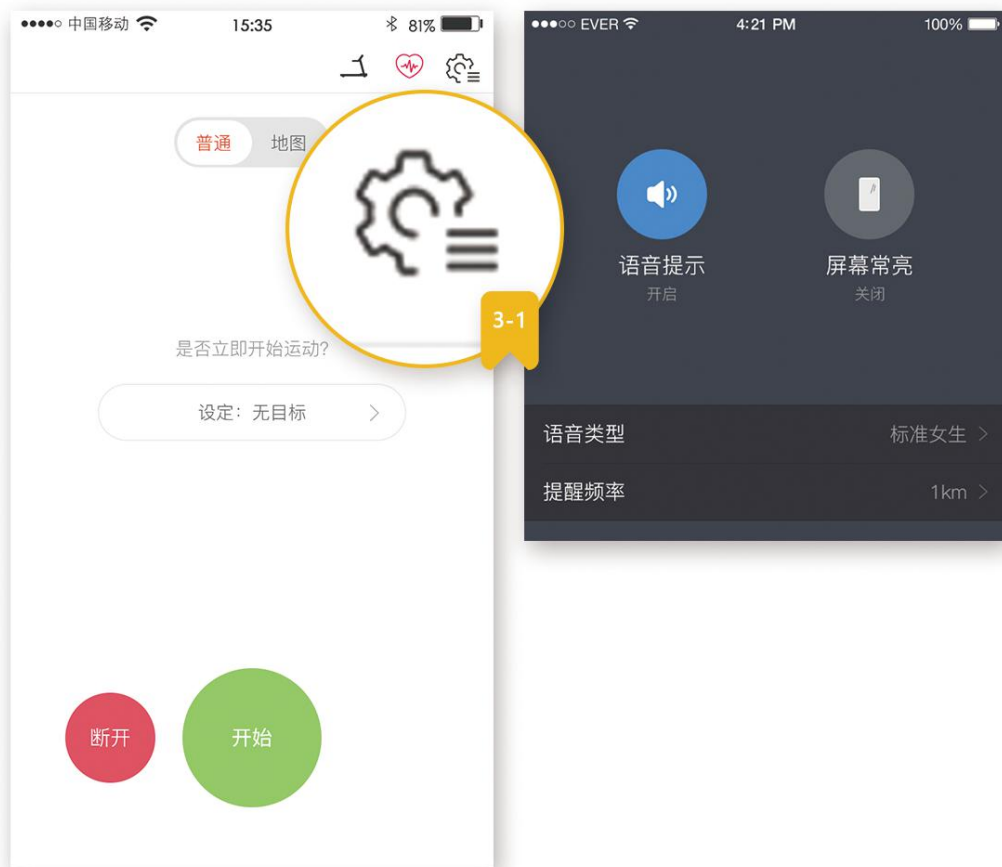 中国移动 15:35 81%
普通 地图
3-1
是否立即开始运动?
设定：无目标
断开 开始
EVER 4:21 PM 100%
语音提示 屏幕常亮
开启 关闭
语音类型 标准女生
提醒频率 1km